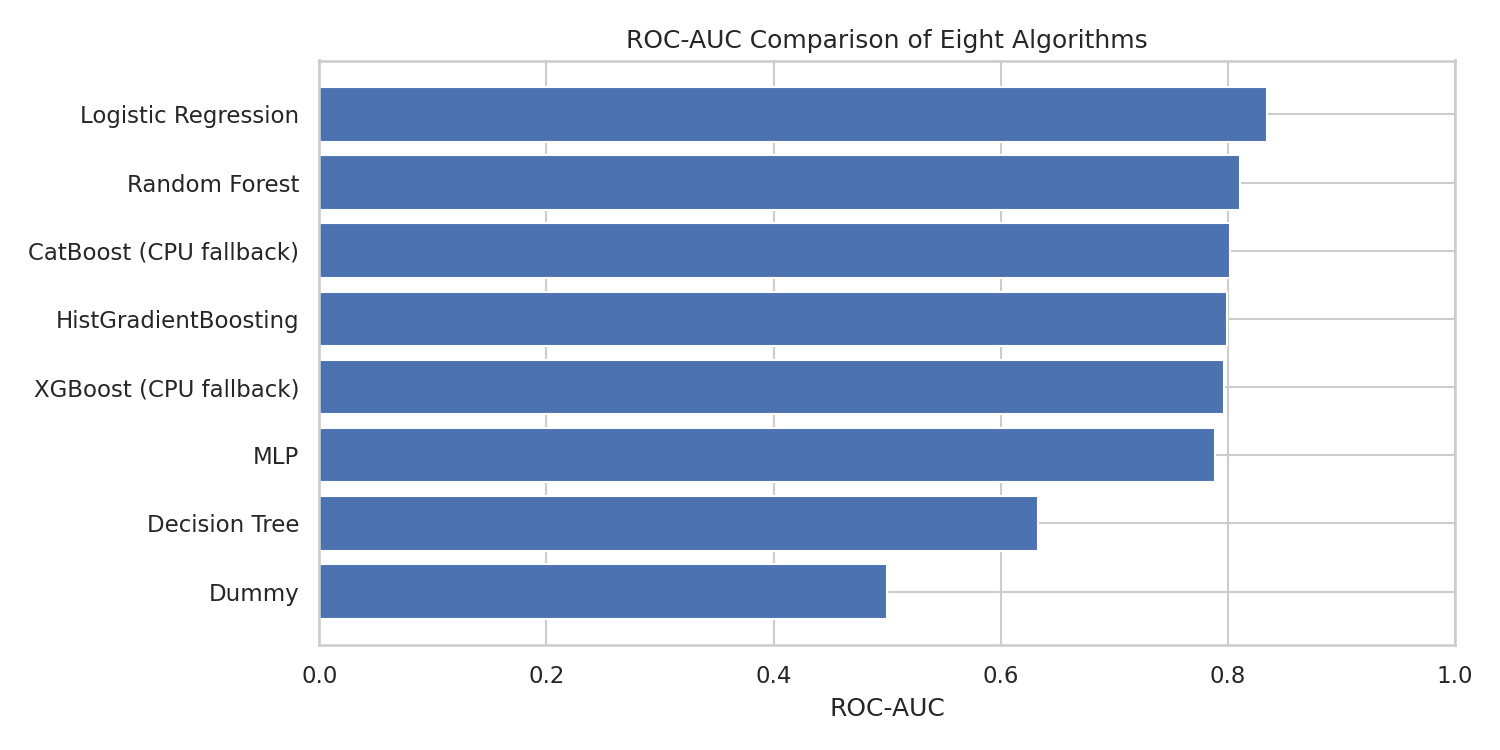 ROC-AUC Comparison of Eight Algorithms
Logistic Regression
Random Forest
CatBoost (CPU fallback)
HistGradientBoosting
XGBoost (CPU fallback)
MLP
Decision Tree
Dummy
0.0 0.2 0.4 0.6 0.8 1.0
ROC-AUC